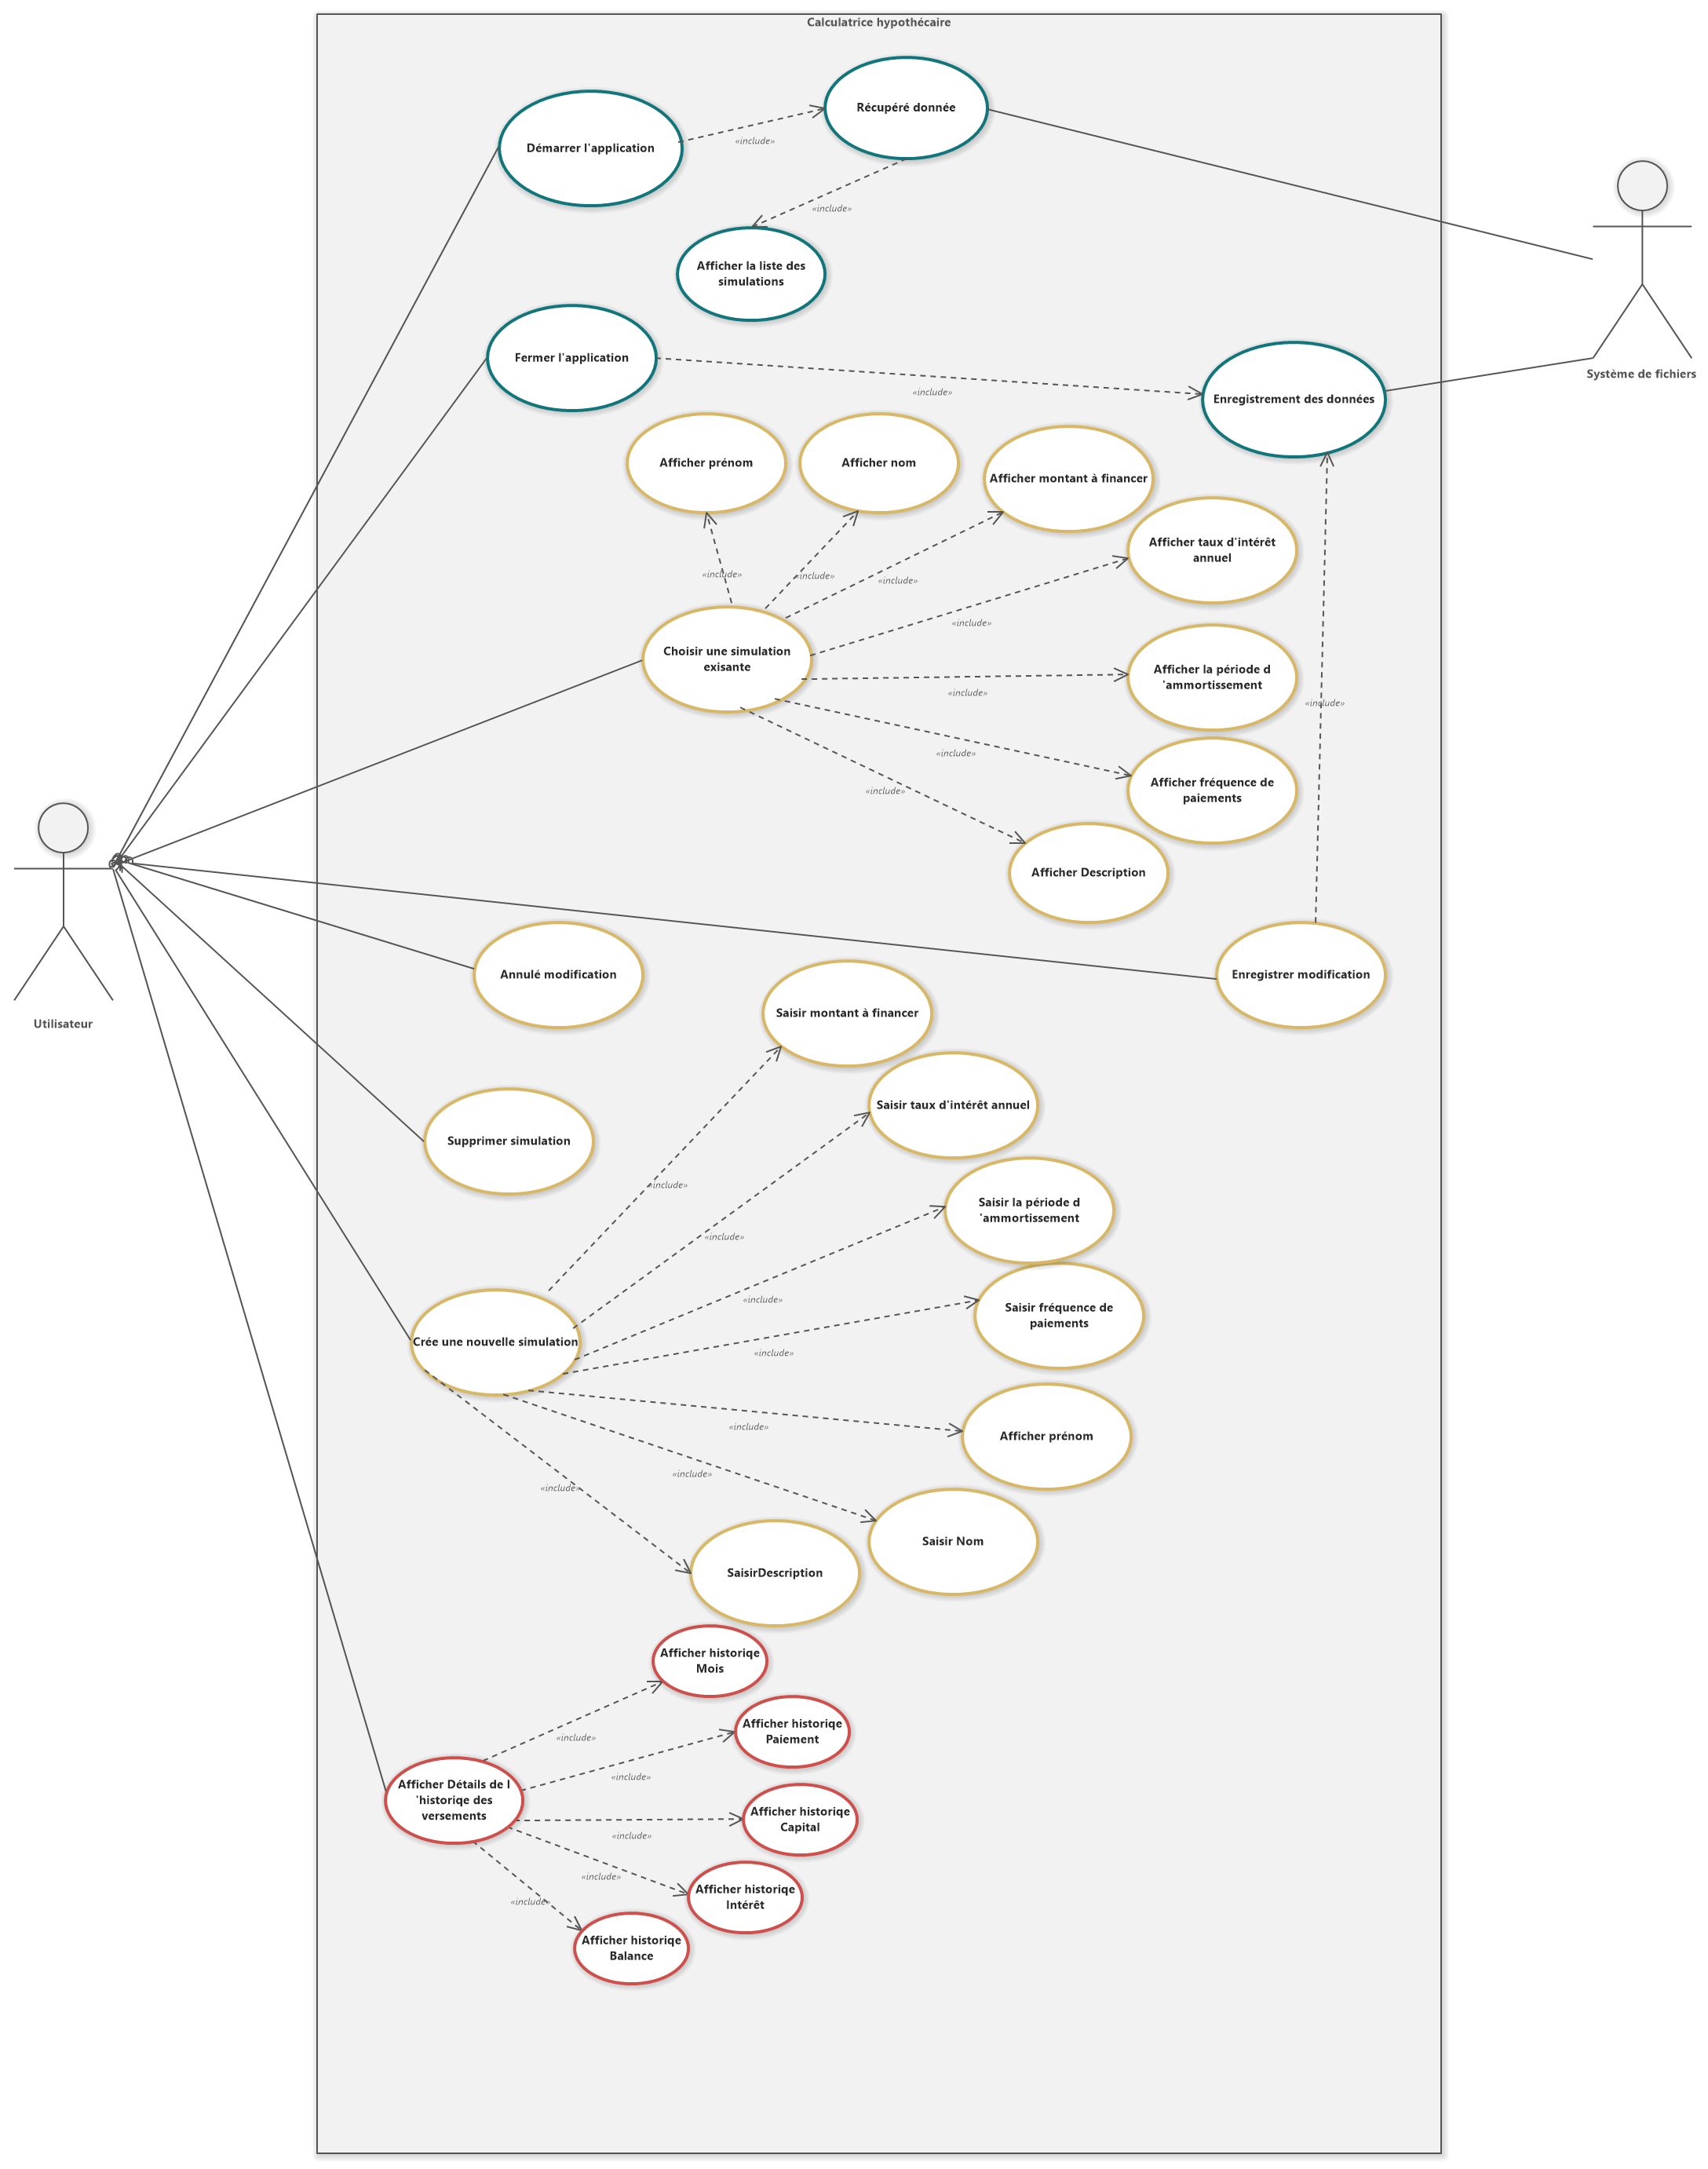 Calculatrice hypothécaire
Démarrer l'application
«include»
Récupéré donnée
«include»
Afficher la liste des
simulations
Fermer l'application
«include»
Enregistrement des données
Système de fichiers
Afficher prénom
Afficher nom
Afficher montant à financer
Afficher taux d'intérêt
annuel
«include»
«include»
«include»
«include»
Choisir une simulation
exisante
Afficher la période d
'ammortissement
«include»
«include»
«include»
Afficher fréquence de
paiements
«include»
Afficher Description
Utilisateur
Annulé modification
Enregistrer modification
Saisir montant à financer
Saisir taux d'intérêt annuel
Supprimer simulation
«include»
Saisir la période d
'ammortissement
«include»
«include»
Saisir fréquence de
paiements
Crée une nouvelle simulation
«include»
«include»
Afficher prénom
«include»
«include»
Saisir Nom
SaisirDescription
Afficher historiqe
Mois
«include»
Afficher historiqe
Paiement
«include»
Afficher Détails de l
'historiqe des
versements
Afficher historiqe
Capital
«include»
«include»
Afficher historiqe
Intérêt
«include»
Afficher historiqe
Balance